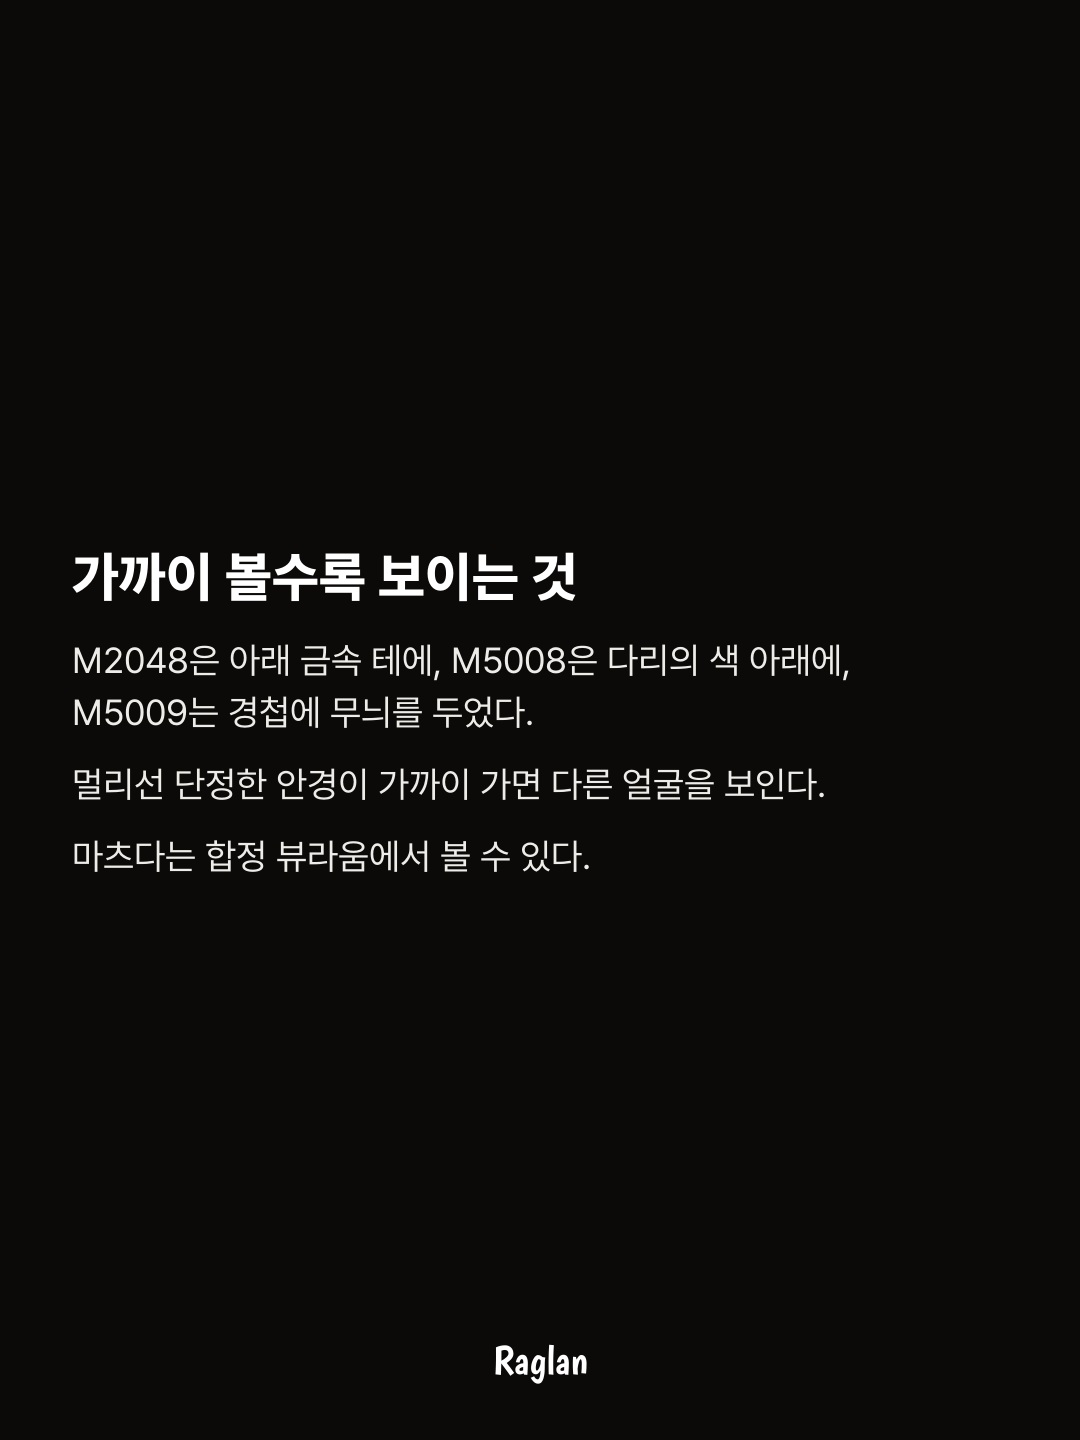 가까이 볼수록 보이는 것
M2048은 아래 금속 테에, M5008은 다리의 색 아래에,
M5009는 경첩에 무늬를 두었다.
멀리선 단정한 안경이 가까이 가면 다른 얼굴을 보인다.
마츠다는 합정 뷰라움에서 볼 수 있다.
Raglan